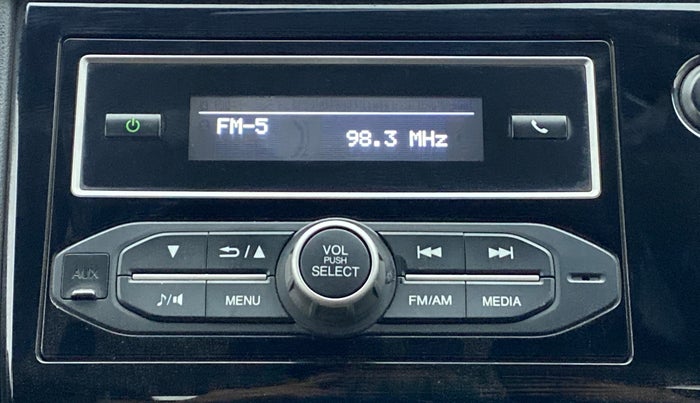 FM-5
98.3 MHz
VOL
PUSH
SELECT
AUX
MENU
FM/AM
MEDIA